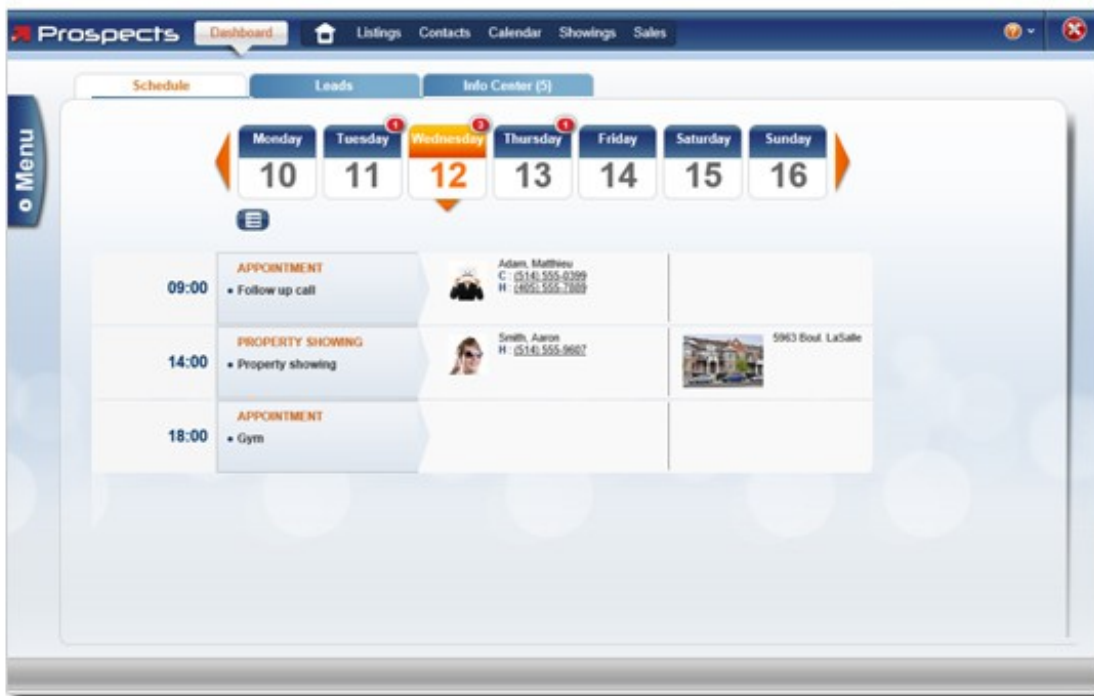 Prospects Dashboard Listings Contacts Calendar Showings Sales
Menu
Schedule Leads Info Center (5)
1 3 1
Monday Tuesday Wednesday Thursday Friday Saturday Sunday
10 11 12 13 14 15 16
APPOINTMENT
09:00
• Follow up call
Adam, Matthieu
C : (514) 555-0399
H : (405) 555-7889
PROPERTY SHOWING
14:00
• Property showing
Smith, Aaron
H : (514) 555-9607
5963 Boul. LaSalle
APPOINTMENT
18:00
• Gym